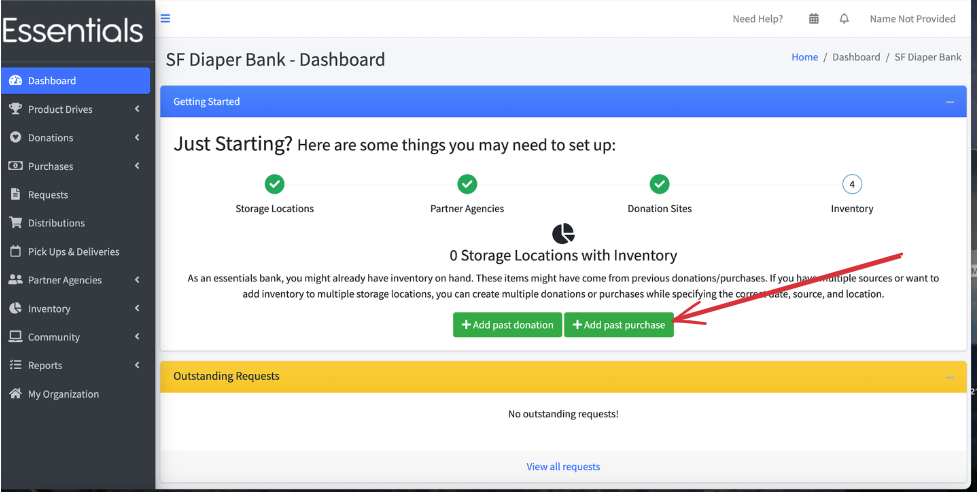 Essentials
Need Help?
Name Not Provided
SF Diaper Bank - Dashboard
Home / Dashboard / SF Diaper Bank
Dashboard
Product Drives
Donations
Purchases
Requests
Distributions
Pick Ups & Deliveries
Partner Agencies
Inventory
Community
Reports
My Organization
Getting Started
Just Starting? Here are some things you may need to set up:
4
Storage Locations
Partner Agencies
Donation Sites
Inventory
0 Storage Locations with Inventory
As an essentials bank, you might already have inventory on hand. These items might have come from previous donations/purchases. If you have multiple sources or want to
add inventory to multiple storage locations, you can create multiple donations or purchases while specifying the correct date, source, and location.
+ Add past donation
+ Add past purchase
Outstanding Requests
No outstanding requests!
View all requests